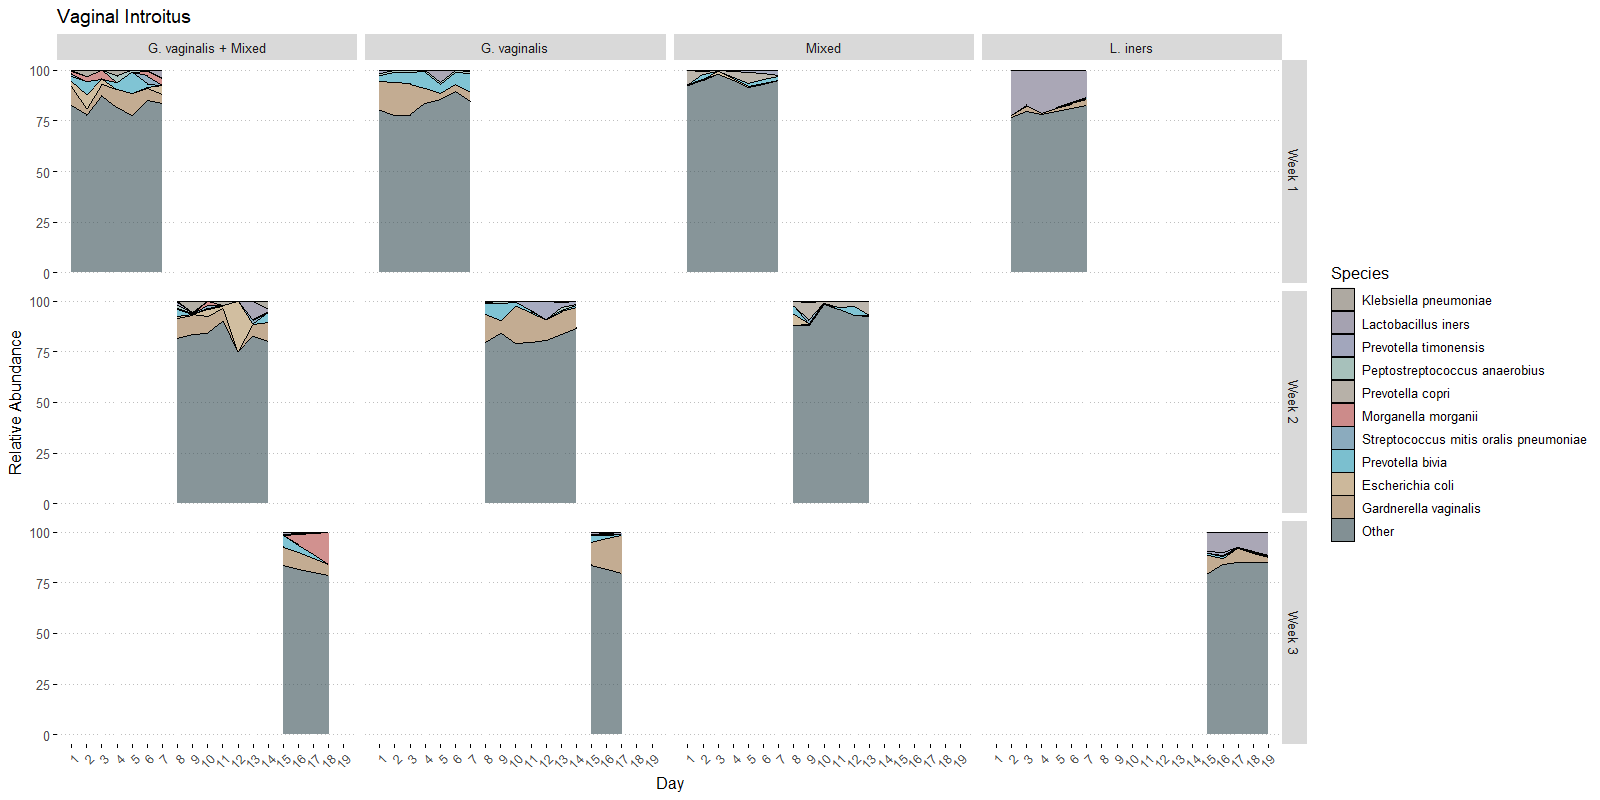 Vaginal Introitus
G. vaginalis + Mixed
G. vaginalis
Mixed
L. iners
100
75
50
25
0
Week 1
100
75
50
25
0
Week 2
100
75
50
25
0
Week 3
Relative Abundance
1 2 3 4 5 6 7 8 9 10 11 12 13 14 15 16 17 18 19
1 2 3 4 5 6 7 8 9 10 11 12 13 14 15 16 17 18 19
1 2 3 4 5 6 7 8 9 10 11 12 13 14 15 16 17 18 19
1 2 3 4 5 6 7 8 9 10 11 12 13 14 15 16 17 18 19
Day
Species
Klebsiella pneumoniae
Lactobacillus iners
Prevotella timonensis
Peptostreptococcus anaerobius
Prevotella copri
Morganella morganii
Streptococcus mitis oralis pneumoniae
Prevotella bivia
Escherichia coli
Gardnerella vaginalis
Other